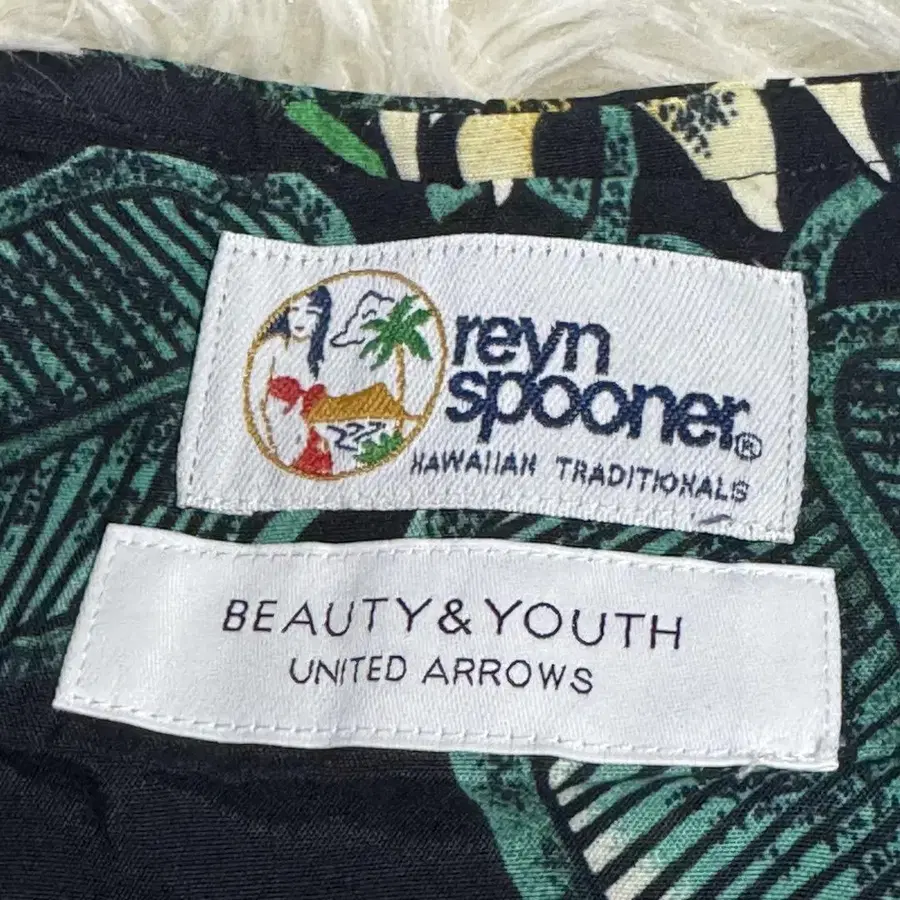 reyn
spooner®
HAWAIIAN TRADITIONALS
BEAUTY&YOUTH
UNITED ARROWS